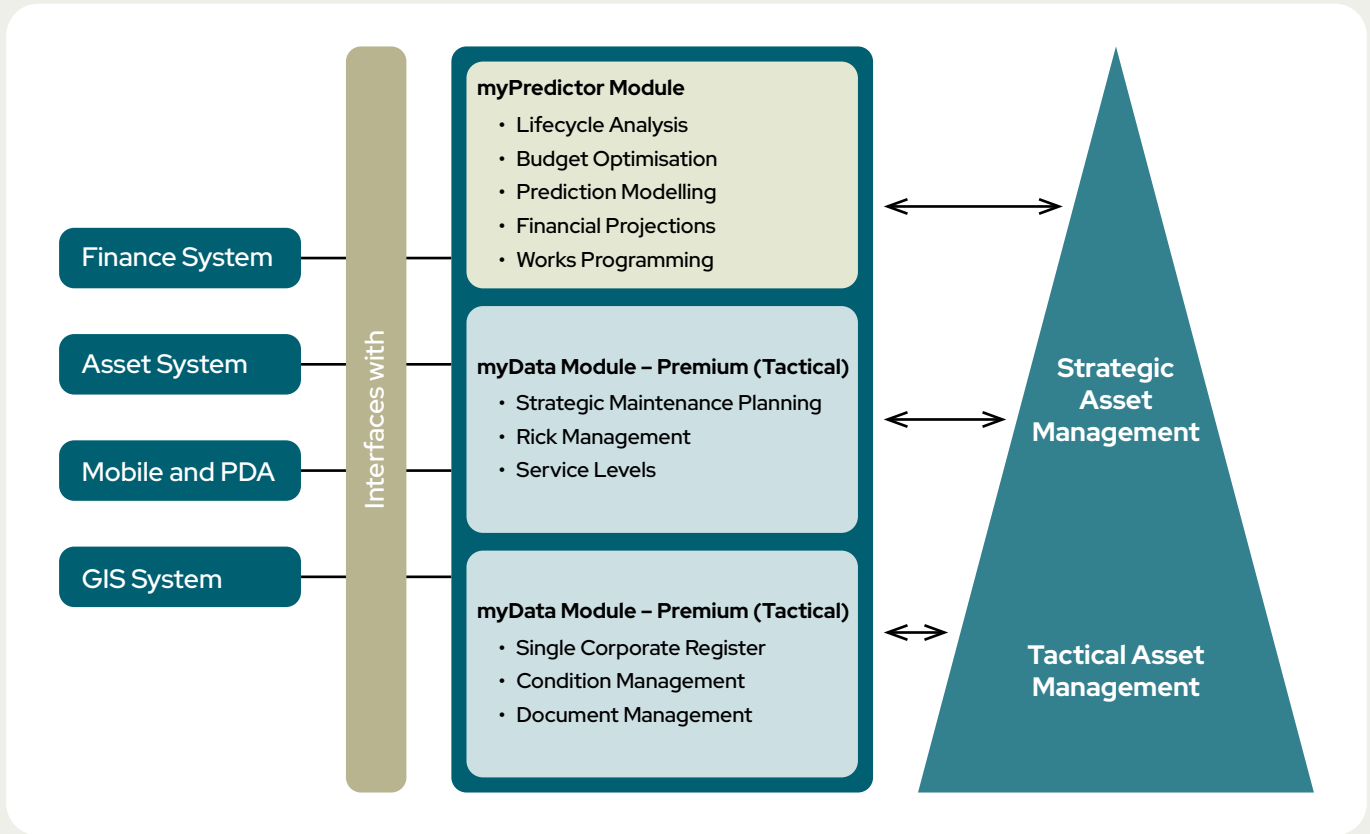 Finance System
Asset System
Mobile and PDA
GIS System
Interfaces with
myPredictor Module
• Lifecycle Analysis
• Budget Optimisation
• Prediction Modelling
• Financial Projections
• Works Programming
myData Module – Premium (Tactical)
• Strategic Maintenance Planning
• Rick Management
• Service Levels
myData Module – Premium (Tactical)
• Single Corporate Register
• Condition Management
• Document Management
Strategic
Asset
Management
Tactical Asset
Management